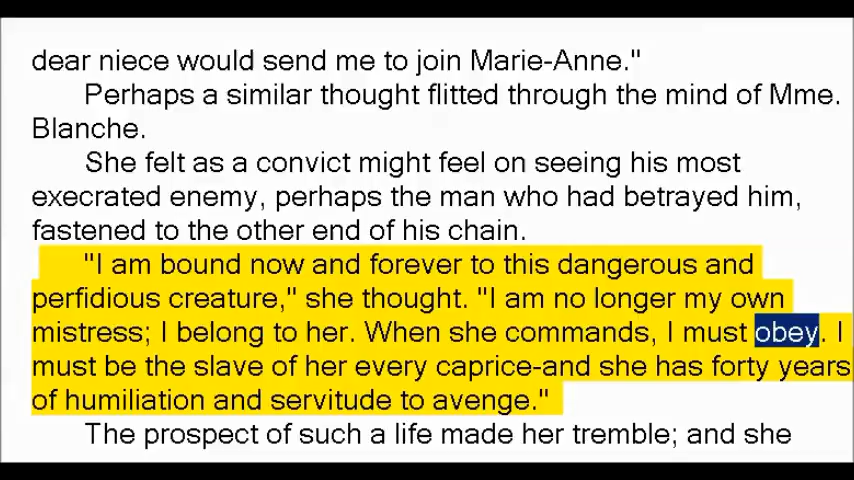 dear niece would send me to join Marie-Anne."
Perhaps a similar thought flitted through the mind of Mme.
Blanche.
She felt as a convict might feel on seeing his most
execrated enemy, perhaps the man who had betrayed him,
fastened to the other end of his chain.
"I am bound now and forever to this dangerous and
perfidious creature," she thought. "I am no longer my own
mistress; I belong to her. When she commands, I must obey. I
must be the slave of her every caprice-and she has forty years
of humiliation and servitude to avenge."
The prospect of such a life made her tremble; and she